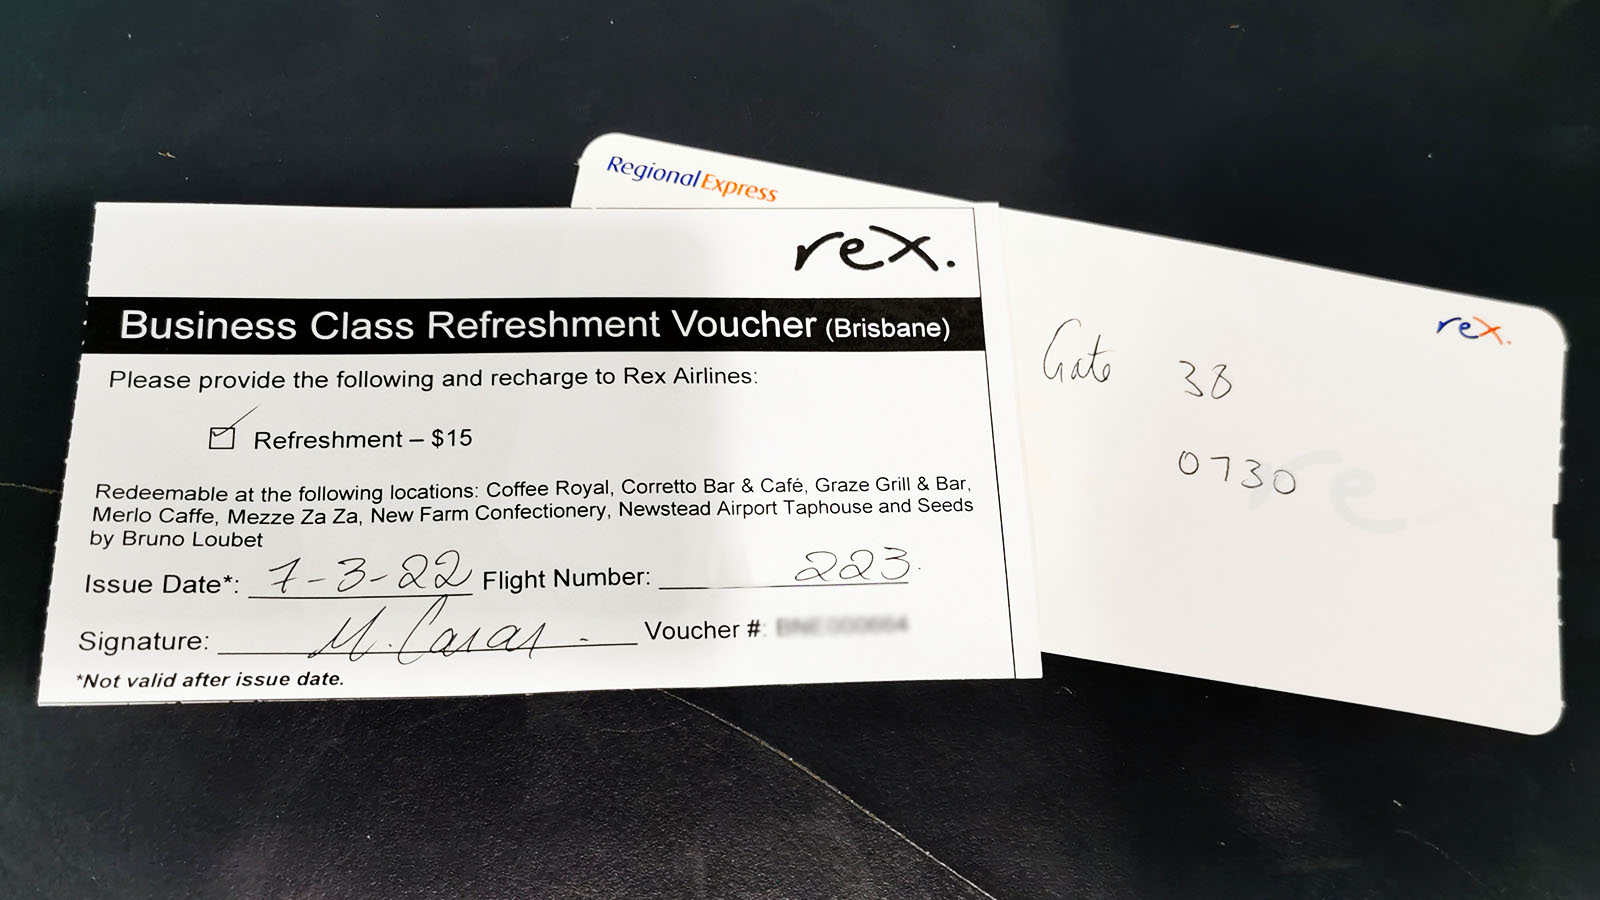 RegionalExpress
rex.
Business Class Refreshment Voucher (Brisbane)
Please provide the following and recharge to Rex Airlines:
Refreshment – $15
Redeemable at the following locations: Coffee Royal, Corretto Bar & Café, Graze Grill & Bar,
Merlo Caffe, Mezze Za Za, New Farm Confectionery, Newstead Airport Taphouse and Seeds
by Bruno Loubet
Issue Date*: 7-3-22 Flight Number: 223
Signature: Voucher #:
*Not valid after issue date.
rex.
Gate 38
0730
rex